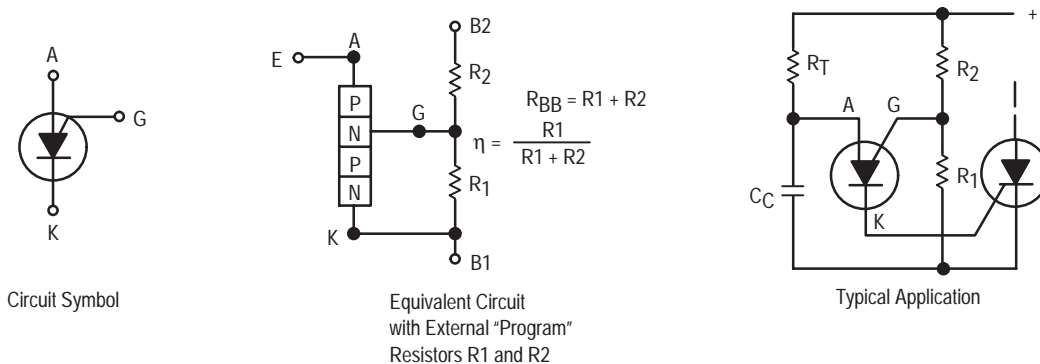 A
G
K
Circuit Symbol
B2
E
A
R2
P
N
P
N
G
RBB = R1 + R2
η = R1
R1 + R2
R1
K
B1
Equivalent Circuit
with External “Program”
Resistors R1 and R2
+
RT
R2
A
G
CC
R1
K
Typical Application